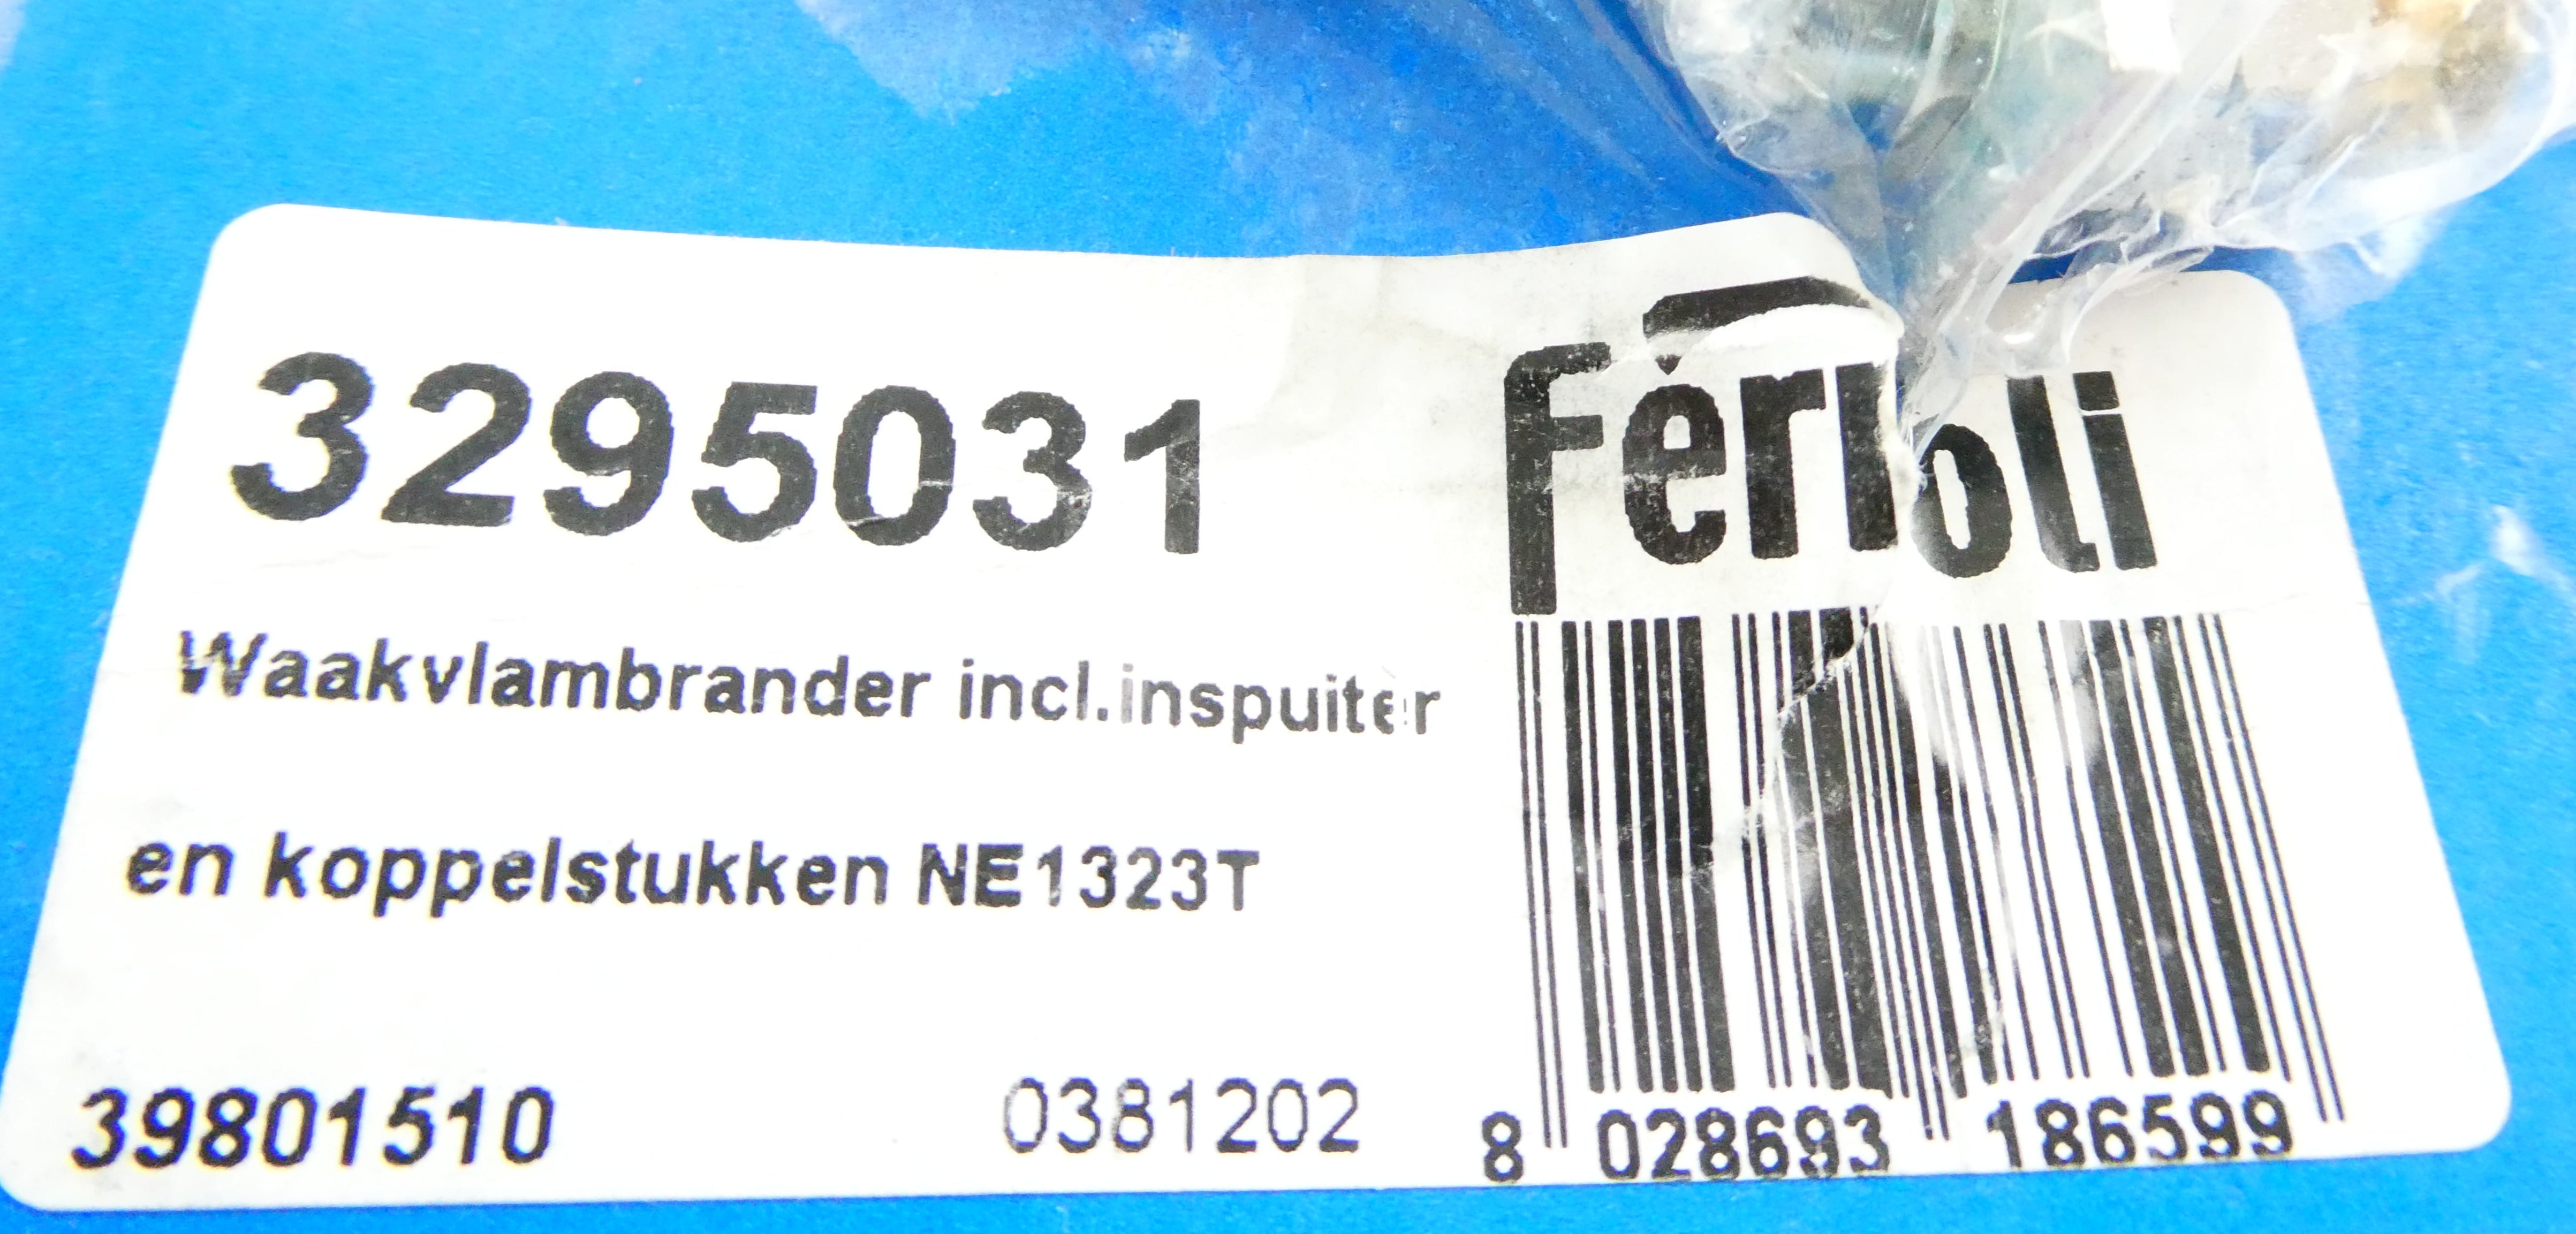 3295031
Ferroli
Waakvlambrander incl.inspuiter
en koppelstukken NE1323T
39801510
0381202
8 028693 186599